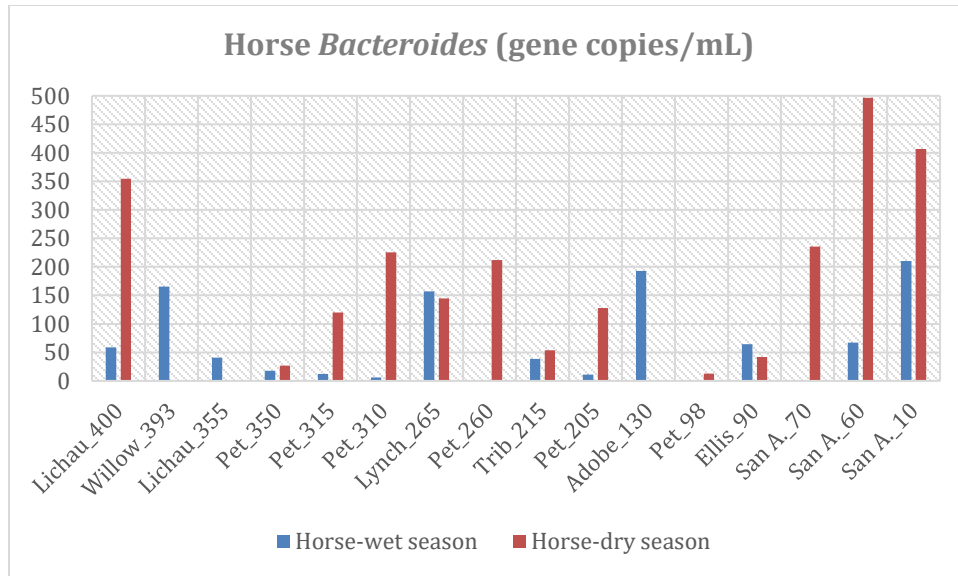 Horse Bacteroides (gene copies/mL)
500
450
400
350
300
250
200
150
100
50
0
Lichau_400
Willow_393
Lichau_355
Pet_350
Pet_315
Pet_310
Lynch_265
Pet_260
Trib_215
Pet_205
Adobe_130
Pet_98
Ellis_90
San A._70
San A._60
San A._10
Horse-wet season
Horse-dry season